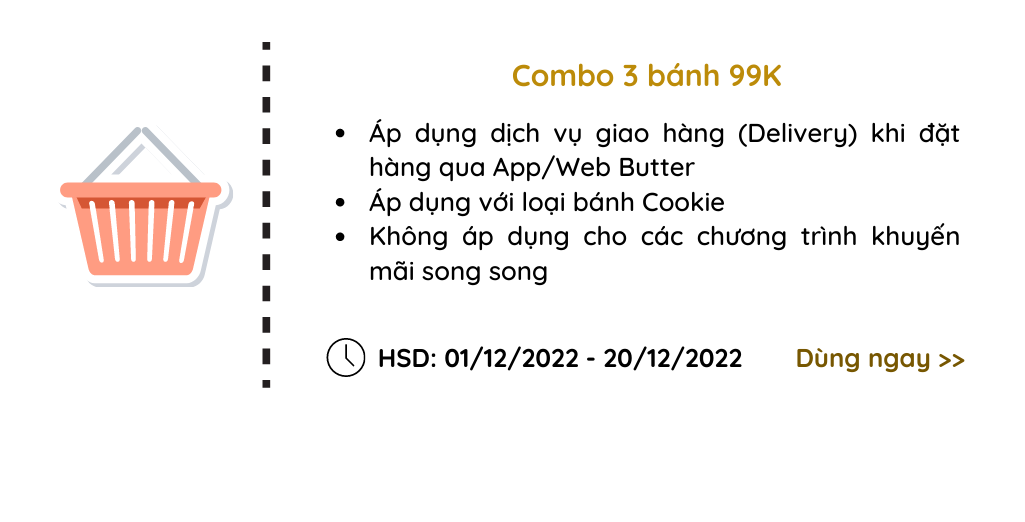 Combo 3 bánh 99K
• Áp dụng dịch vụ giao hàng (Delivery) khi đặt
hàng qua App/Web Butter
• Áp dụng với loại bánh Cookie
• Không áp dụng cho các chương trình khuyến
mãi song song
HSD: 01/12/2022 - 20/12/2022
Dùng ngay >>